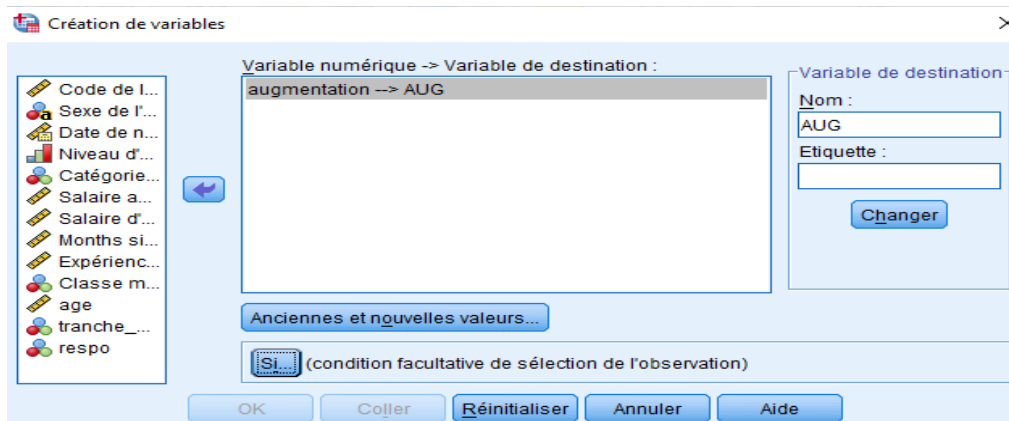 Création de variables
Variable numérique -> Variable de destination :
augmentation --> AUG
Code de l...
Sexe de l'...
Date de n...
Niveau d'...
Catégorie...
Salaire a...
Salaire d'...
Months si...
Expérienc...
Classe m...
age
tranche_...
respo
Variable de destination
Nom :
AUG
Etiquette :
Changer
Anciennes et nouvelles valeurs...
Si... (condition facultative de sélection de l'observation)
OK Coller Réinitialiser Annuler Aide